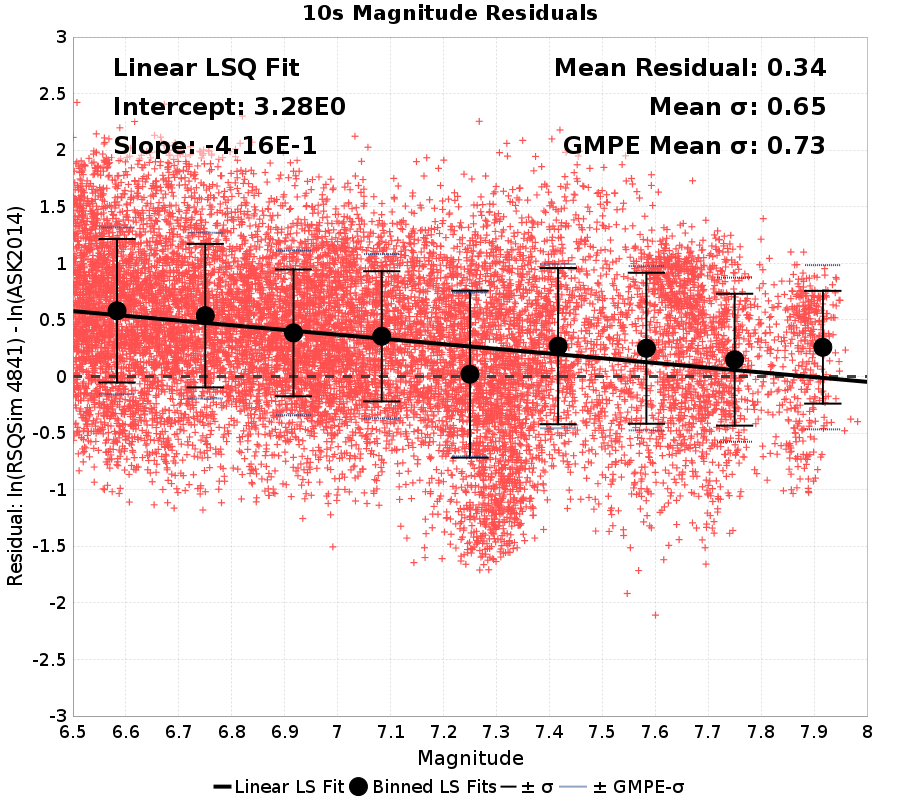 10s Magnitude Residuals
Linear LSQ Fit
Intercept: 3.28E0
Slope: -4.16E-1
Mean Residual: 0.34
Mean σ: 0.65
GMPE Mean σ: 0.73
Residual: ln(RSQSim 4841) - ln(ASK2014)
3
2.5
2
1.5
1
0.5
0
-0.5
-1
-1.5
-2
-2.5
-3
6.5 6.6 6.7 6.8 6.9 7 7.1 7.2 7.3 7.4 7.5 7.6 7.7 7.8 7.9 8
Magnitude
Linear LS Fit Binned LS Fits ± σ ± GMPE-σ